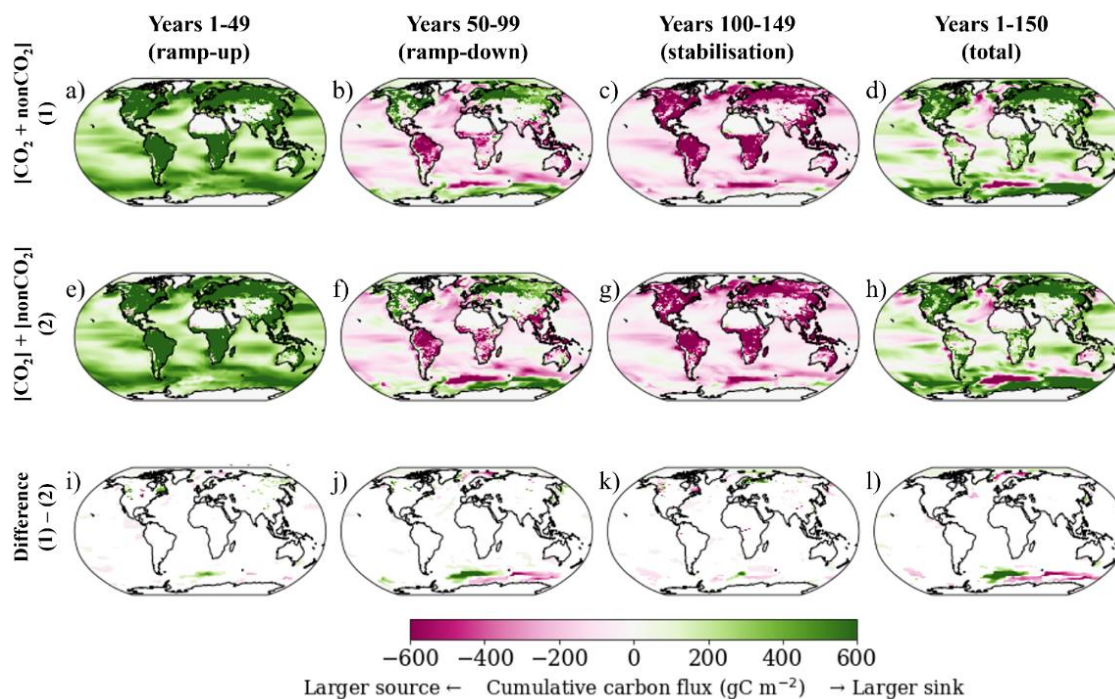 Years 1-49
(ramp-up)
Years 50-99
(ramp-down)
Years 100-149
(stabilisation)
Years 1-150
(total)
|CO₂ + nonCO₂|
(1)
a)
b)
c)
d)
|CO₂| + |nonCO₂|
(2)
e)
f)
g)
h)
Difference
(1) – (2)
i)
j)
k)
l)
−600 −400 −200 0 200 400 600
Larger source ← Cumulative carbon flux (gC m⁻²) → Larger sink